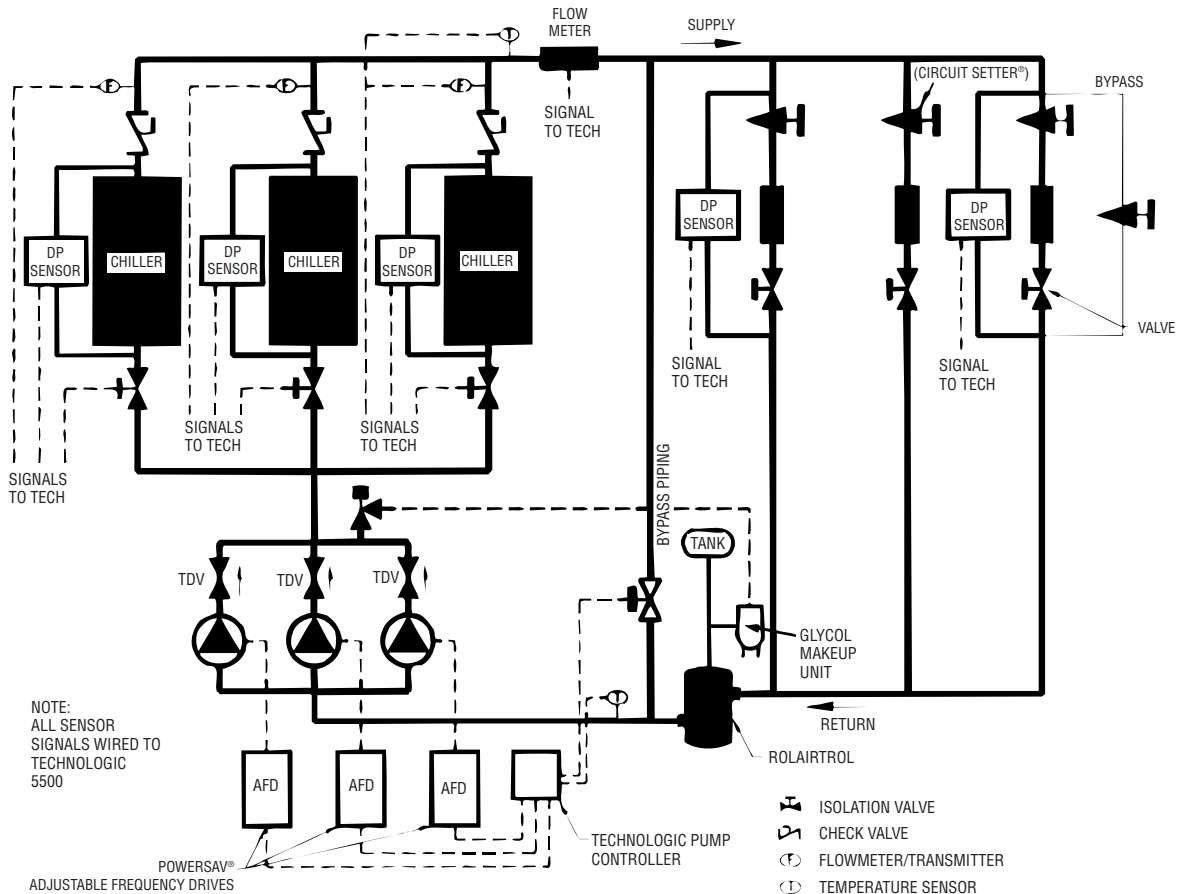 FLOW
METER
SUPPLY
T
(CIRCUIT SETTER®)
BYPASS
F
F
F
SIGNAL
TO TECH
DP
SENSOR
CHILLER
DP
SENSOR
CHILLER
DP
SENSOR
CHILLER
DP
SENSOR
DP
SENSOR
VALVE
SIGNAL
TO TECH
SIGNAL
TO TECH
SIGNALS
TO TECH
SIGNALS
TO TECH
SIGNALS
TO TECH
BYPASS PIPING
TANK
TDV
TDV
TDV
GLYCOL
MAKEUP
UNIT
T
RETURN
ROLAIRTROL
NOTE:
ALL SENSOR
SIGNALS WIRED TO
TECHNOLOGIC
5500
AFD
AFD
AFD
TECHNOLOGIC PUMP
CONTROLLER
POWERSAV®
ADJUSTABLE FREQUENCY DRIVES
ISOLATION VALVE
CHECK VALVE
F FLOWMETER/TRANSMITTER
T TEMPERATURE SENSOR